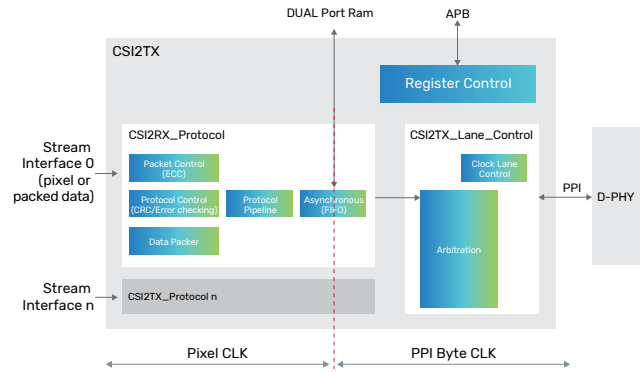 DUAL Port Ram
APB
CSI2TX
Register Control
CSI2RX_Protocol
CSI2TX_Lane_Control
Stream
Interface 0
(pixel or
packed data)
Packet Control
(ECC)
Clock Lane
Control
Protocol Control
(CRC/Error checking)
Protocol
Pipeline
Asynchronous
(FIFO)
PPI
D-PHY
Data Packer
Arbitration
Stream
Interface n
CSI2TX_Protocol n
Pixel CLK
PPI Byte CLK